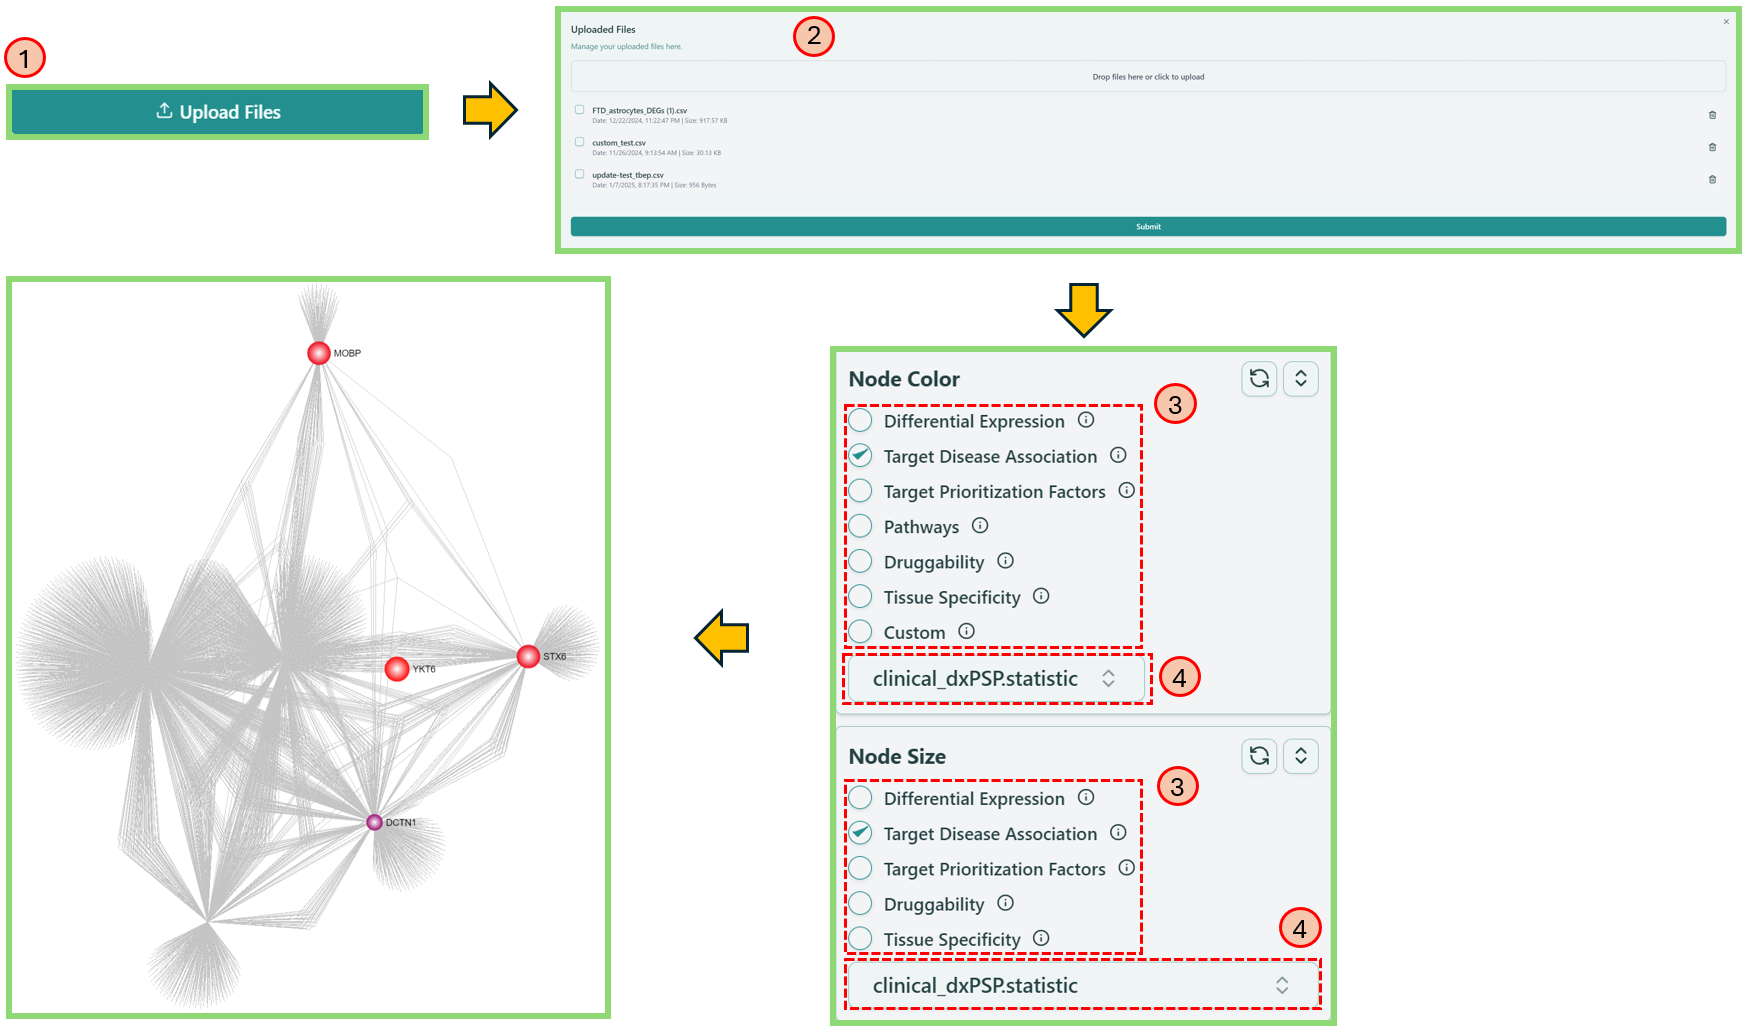 1
Upload Files
2
Uploaded Files
Manage your uploaded files here.
Drop files here or click to upload
FTD_astrocytes_DEGs (1).csv
Date: 12/22/2024, 11:22:47 PM | Size: 917.57 KB
custom_test.csv
Date: 11/26/2024, 9:13:54 AM | Size: 30.13 KB
update-test_tbep.csv
Date: 1/7/2025, 8:17:35 PM | Size: 956 Bytes
Submit
Node Color
3
Differential Expression
Target Disease Association
Target Prioritization Factors
Pathways
Druggability
Tissue Specificity
Custom
clinical_dxPSP.statistic
4
Node Size
3
Differential Expression
Target Disease Association
Target Prioritization Factors
Druggability
Tissue Specificity
4
clinical_dxPSP.statistic
MOBP
STX6
YKT6
DCTN1